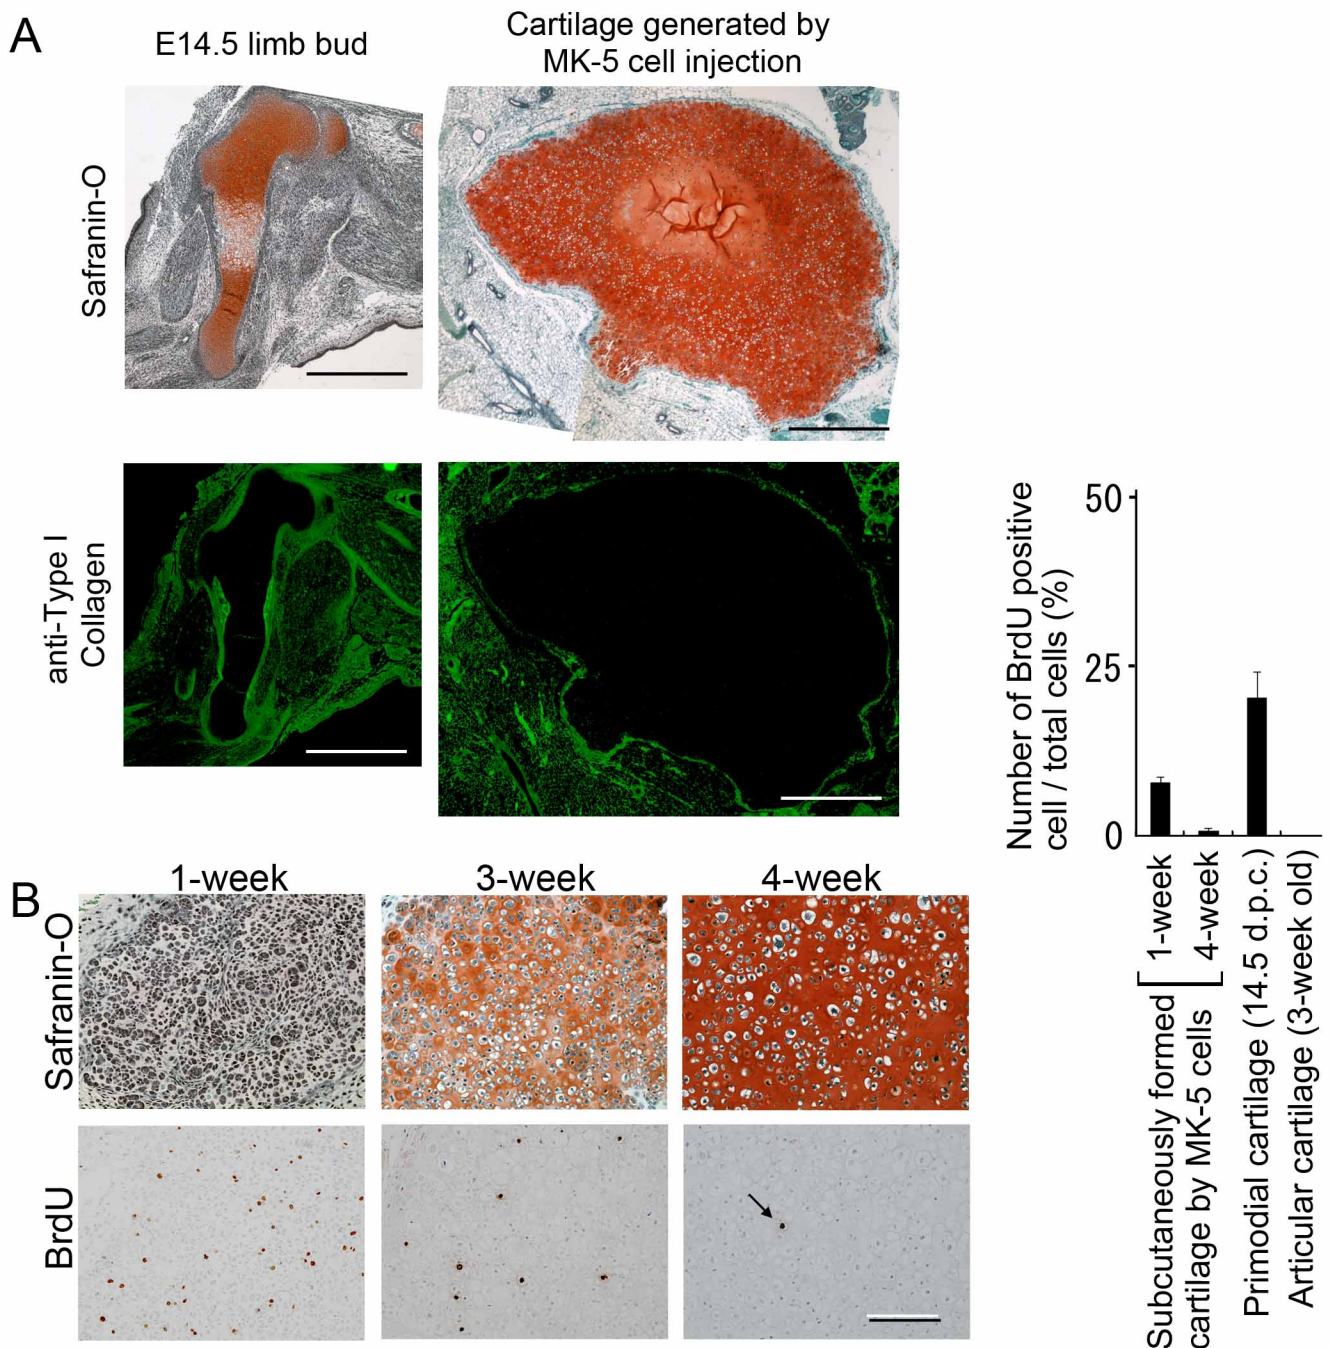 A
E14.5 limb bud
Cartilage generated by
MK-5 cell injection
Safranin-O
anti-Type I
Collagen
B
1-week
3-week
4-week
Safranin-O
BrdU
Number of BrdU positive
cell / total cells (%)
50
25
0
1-week
4-week
Subcutaneously formed
cartilage by MK-5 cells
Primodial cartilage (14.5 d.p.c.)
Articular cartilage (3-week old)